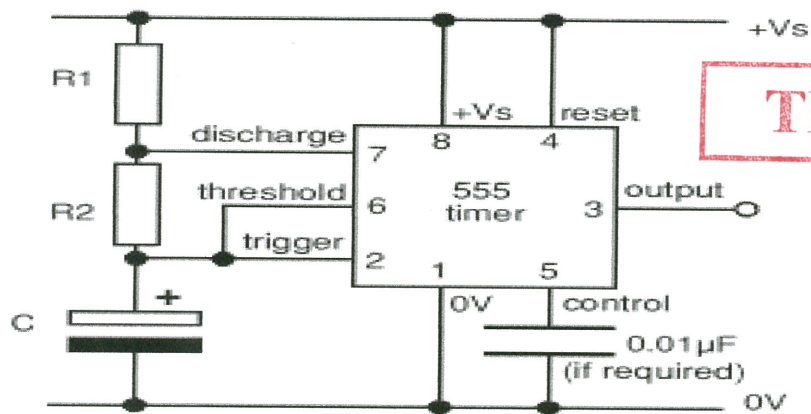 +Vs
R1
+Vs
reset
discharge
7
8
4
threshold
6
555
timer
3
output
R2
trigger
2
1
5
+
C
0V
control
0.01µF
(if required)
0V